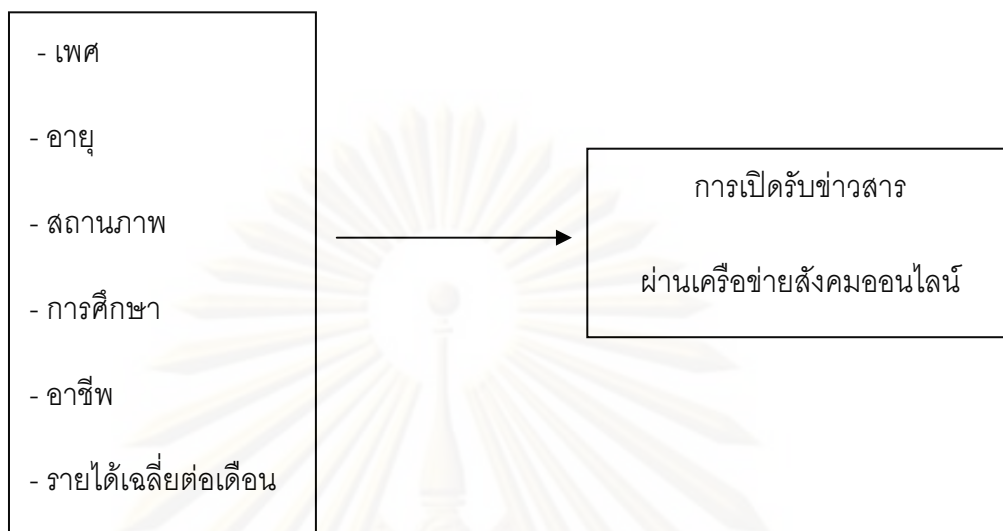 - เพศ
- อายุ
- สถานภาพ
- การศึกษา
- อาชีพ
- รายได้เฉลี่ยต่อเดือน
การเปิดรับข่าวสาร
ผ่านเครือข่ายสังคมออนไลน์